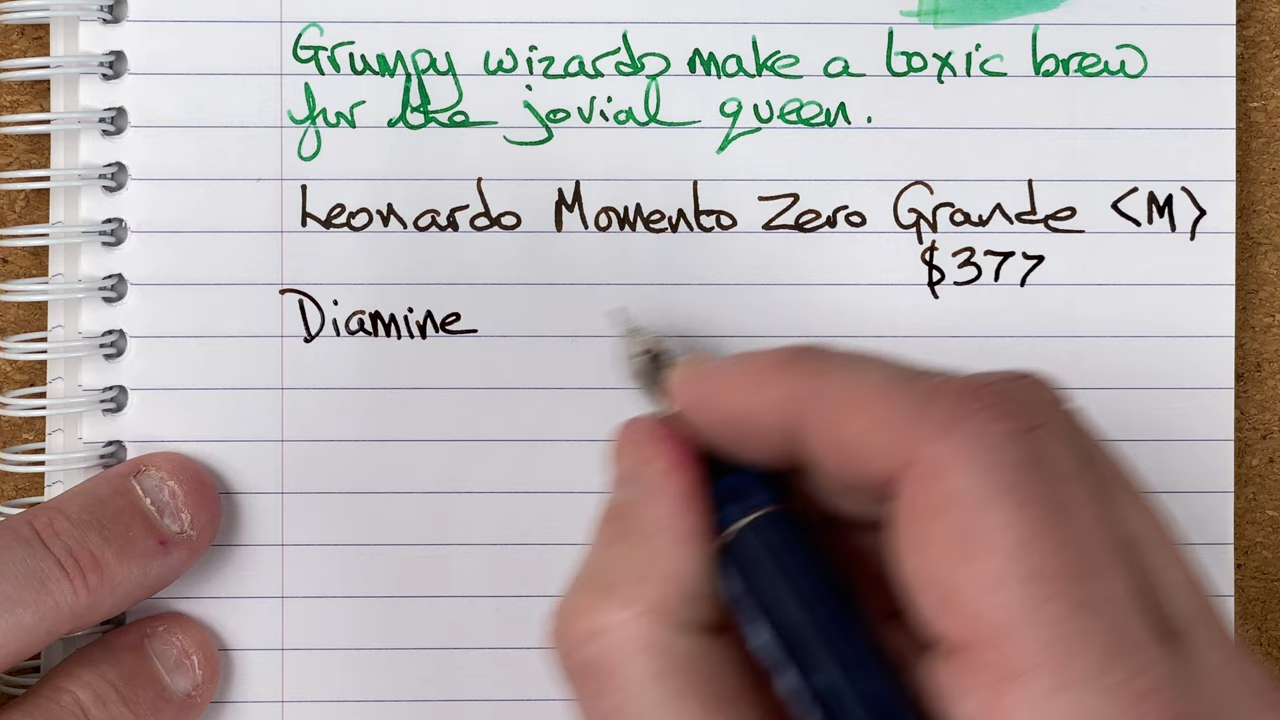 Grumpy wizards make a toxic brew
for the jovial queen.
Leonardo Momento Zero Grande <M>
$377
Diamine